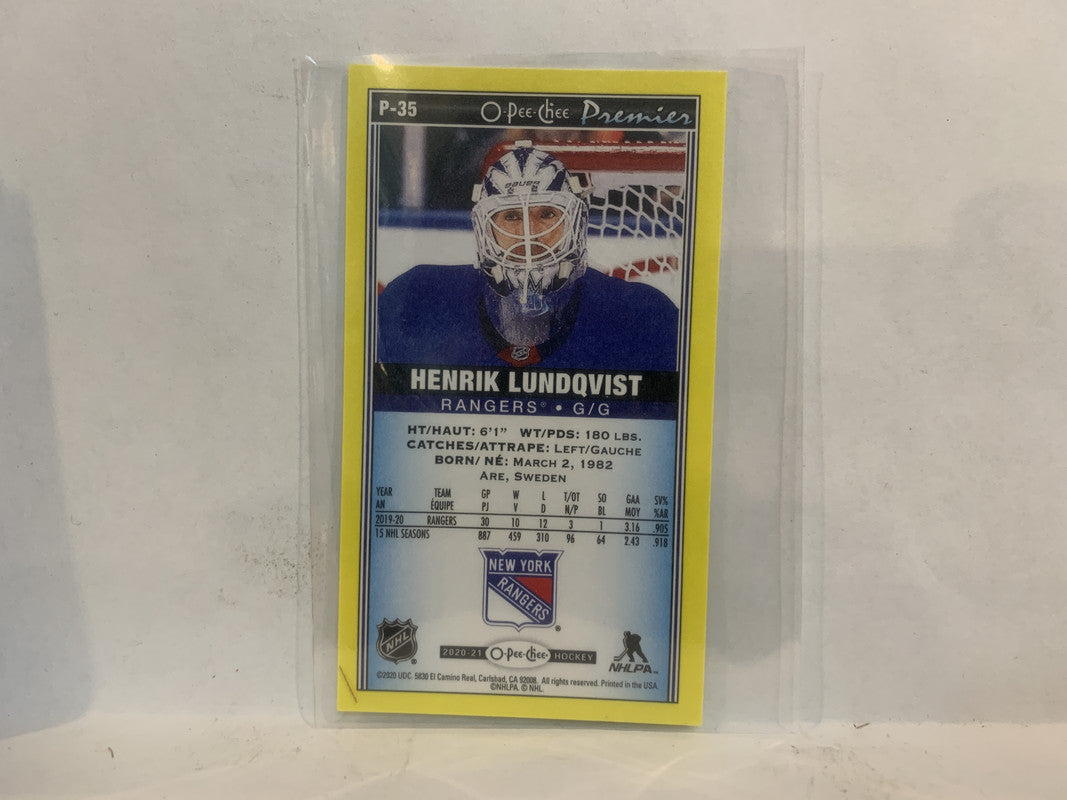 P-35 O-Pee-Chee Premier
BAUER
HENRIK LUNDQVIST
RANGERS® • G/G
HT/HAUT: 6'1" WT/PDS: 180 LBS.
CATCHES/ATTRAPE: LEFT/GAUCHE
BORN/ NÉ: MARCH 2, 1982
ARE, SWEDEN
YEAR TEAM GP W L T/OT SO GAA SV%
AN ÉQUIPE PJ V D N/P BL MOY %AR
2019-20 RANGERS 30 10 12 3 1 3.16 .905
15 NHL SEASONS 887 459 310 96 64 2.43 .918
NEW YORK
RANGERS
NHL
2020-21 O-Pee-Chee HOCKEY
NHLPA
©2020 UDC. 5830 El Camino Real, Carlsbad, CA 92008. All rights reserved. Printed in the USA.
©NHLPA. © NHL.